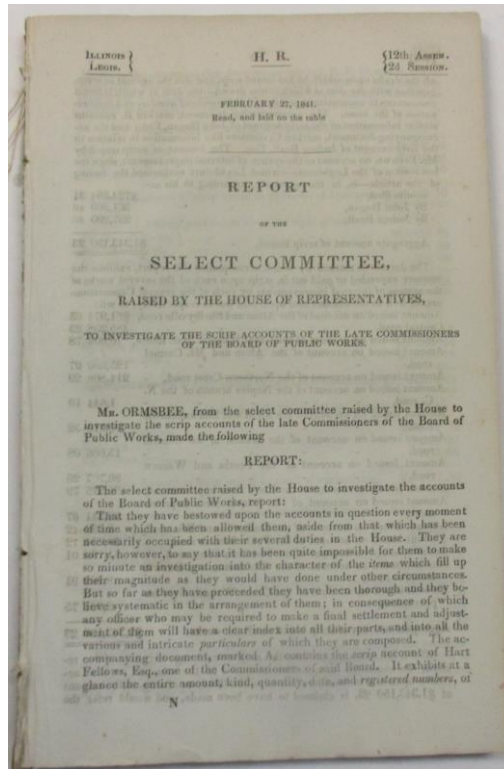 ILLINOIS } H. R. {12th ASSEM.
LEGIS. { {2d SESSION.
FEBRUARY 27, 1841.
Read, and laid on the table
REPORT
OF THE
SELECT COMMITTEE,
RAISED BY THE HOUSE OF REPRESENTATIVES,
TO INVESTIGATE THE SCRIP ACCOUNTS OF THE LATE COMMISSIONERS
OF THE BOARD OF PUBLIC WORKS.
MR. ORMSBEE, from the select committee raised by the House to
investigate the scrip accounts of the late Commissioners of the Board of
Public Works, made the following
REPORT:
The select committee raised by the House to investigate the accounts
of the Board of Public Works, report:
That they have bestowed upon the accounts in question every moment
of time which has been allowed them, aside from that which has been
necessarily occupied with their several duties in the House. They are
sorry, however, to say that it has been quite impossible for them to make
so minute an investigation into the character of the items which fill up
their magnitude as they would have done under other circumstances.
But so far as they have proceeded they have been thorough and they be-
lieve systematic in the arrangement of them; in consequence of which
any officer who may be required to make a final settlement and adjust-
ment of them will have a clear index into all their parts, and into all the
various and intricate particulars of which they are composed. The ac-
companying document, marked A, contains the scrip account of Hart
Fellows, Esq., one of the Commissioners of said Board. It exhibits at a
glance the entire amount, kind, quantity, date, and registered numbers, of
N